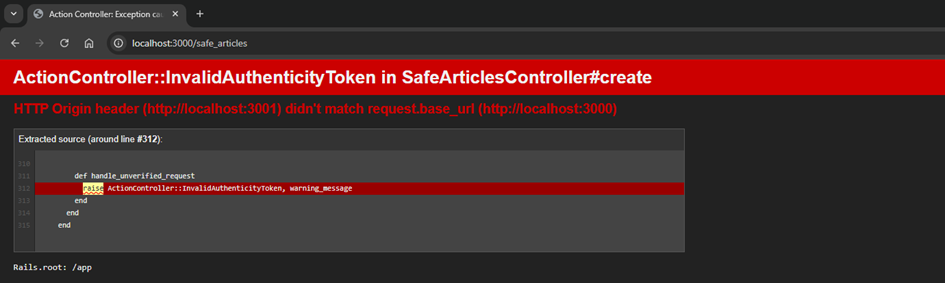 Action Controller: Exception cau
localhost:3000/safe_articles
ActionController::InvalidAuthenticityToken in SafeArticlesController#create
HTTP Origin header (http://localhost:3001) didn't match request.base_url (http://localhost:3000)
Extracted source (around line #312):
310
311 def handle_unverified_request
312 raise ActionController::InvalidAuthenticityToken, warning_message
313 end
314 end
315 end
Rails.root: /app